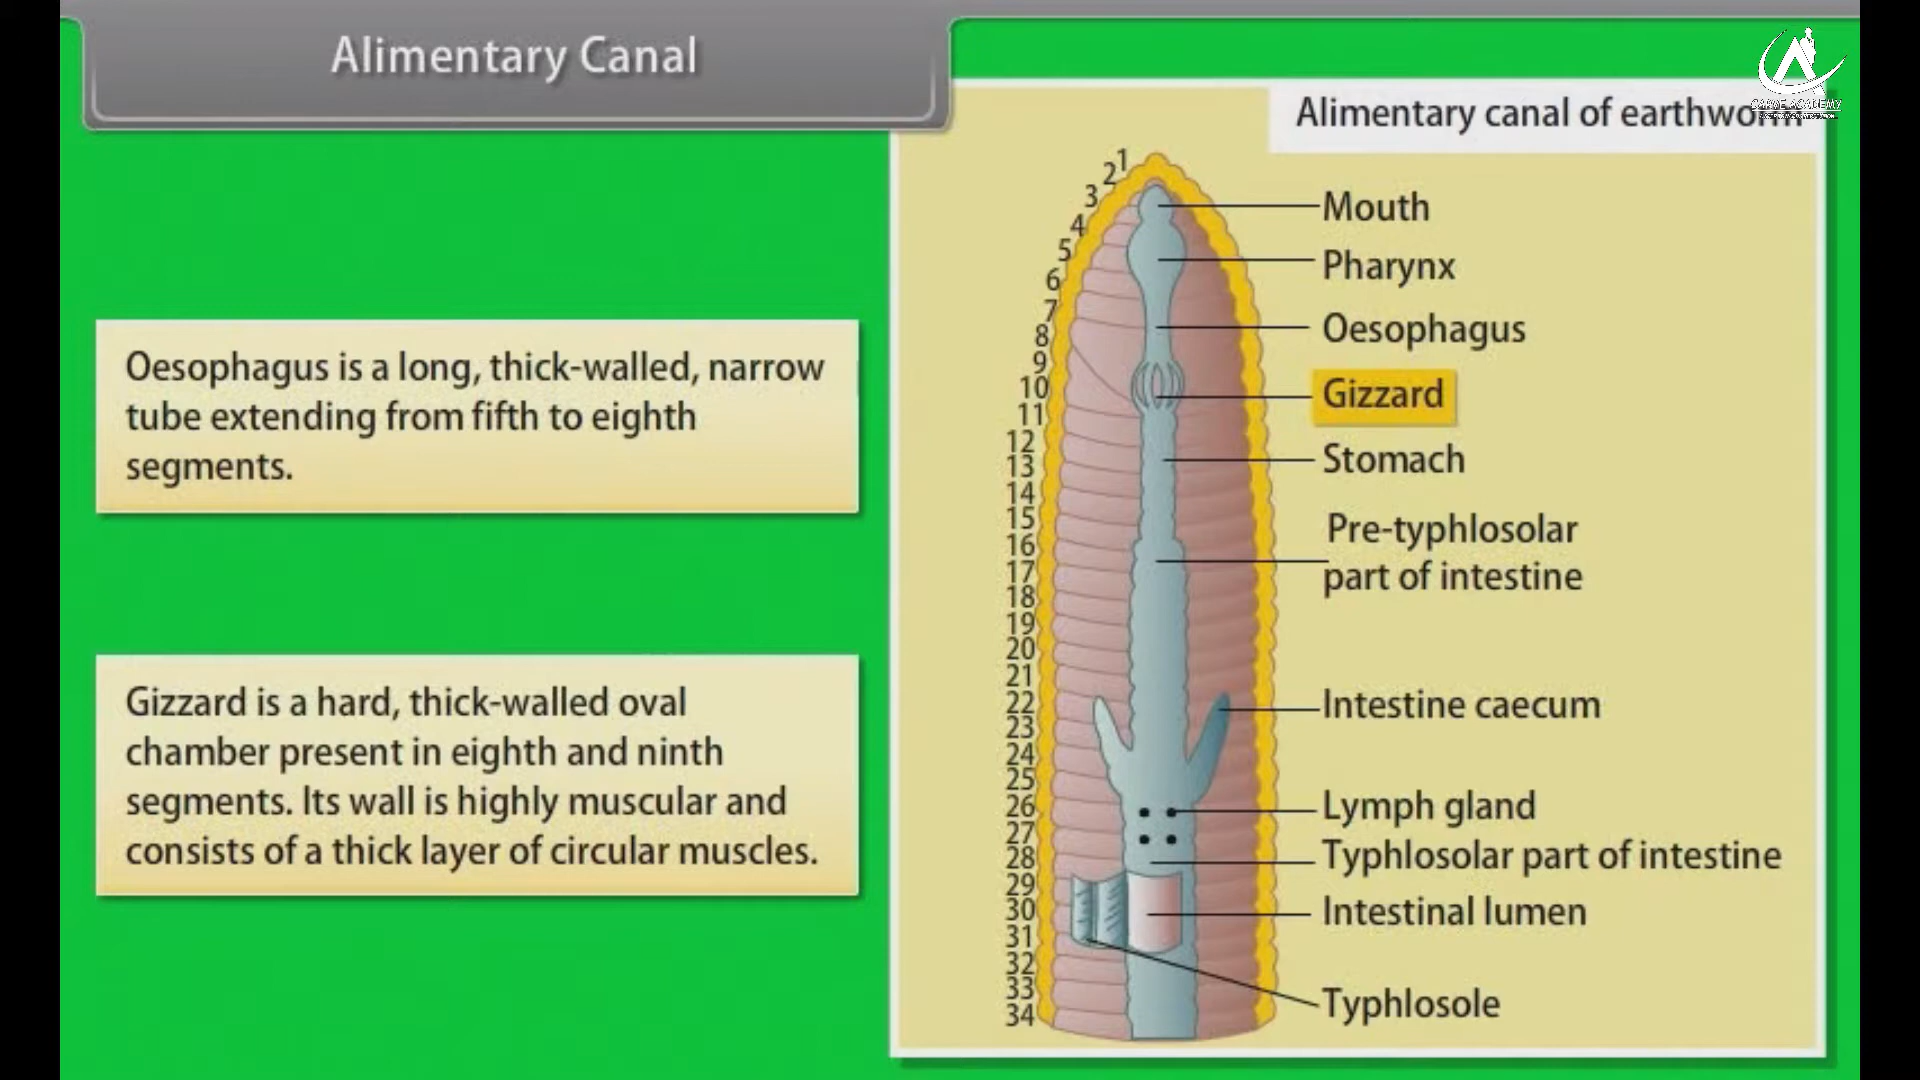 Alimentary Canal
CARVE ACADEMY
Alimentary canal of earthworm
Oesophagus is a long, thick-walled, narrow
tube extending from fifth to eighth
segments.
Gizzard is a hard, thick-walled oval
chamber present in eighth and ninth
segments. Its wall is highly muscular and
consists of a thick layer of circular muscles.
1
2
3
4
5
6
7
8
9
10
11
12
13
14
15
16
17
18
19
20
21
22
23
24
25
26
27
28
29
30
31
32
33
34
Mouth
Pharynx
Oesophagus
Gizzard
Stomach
Pre-typhlosolar
part of intestine
Intestine caecum
Lymph gland
Typhlosolar part of intestine
Intestinal lumen
Typhlosole